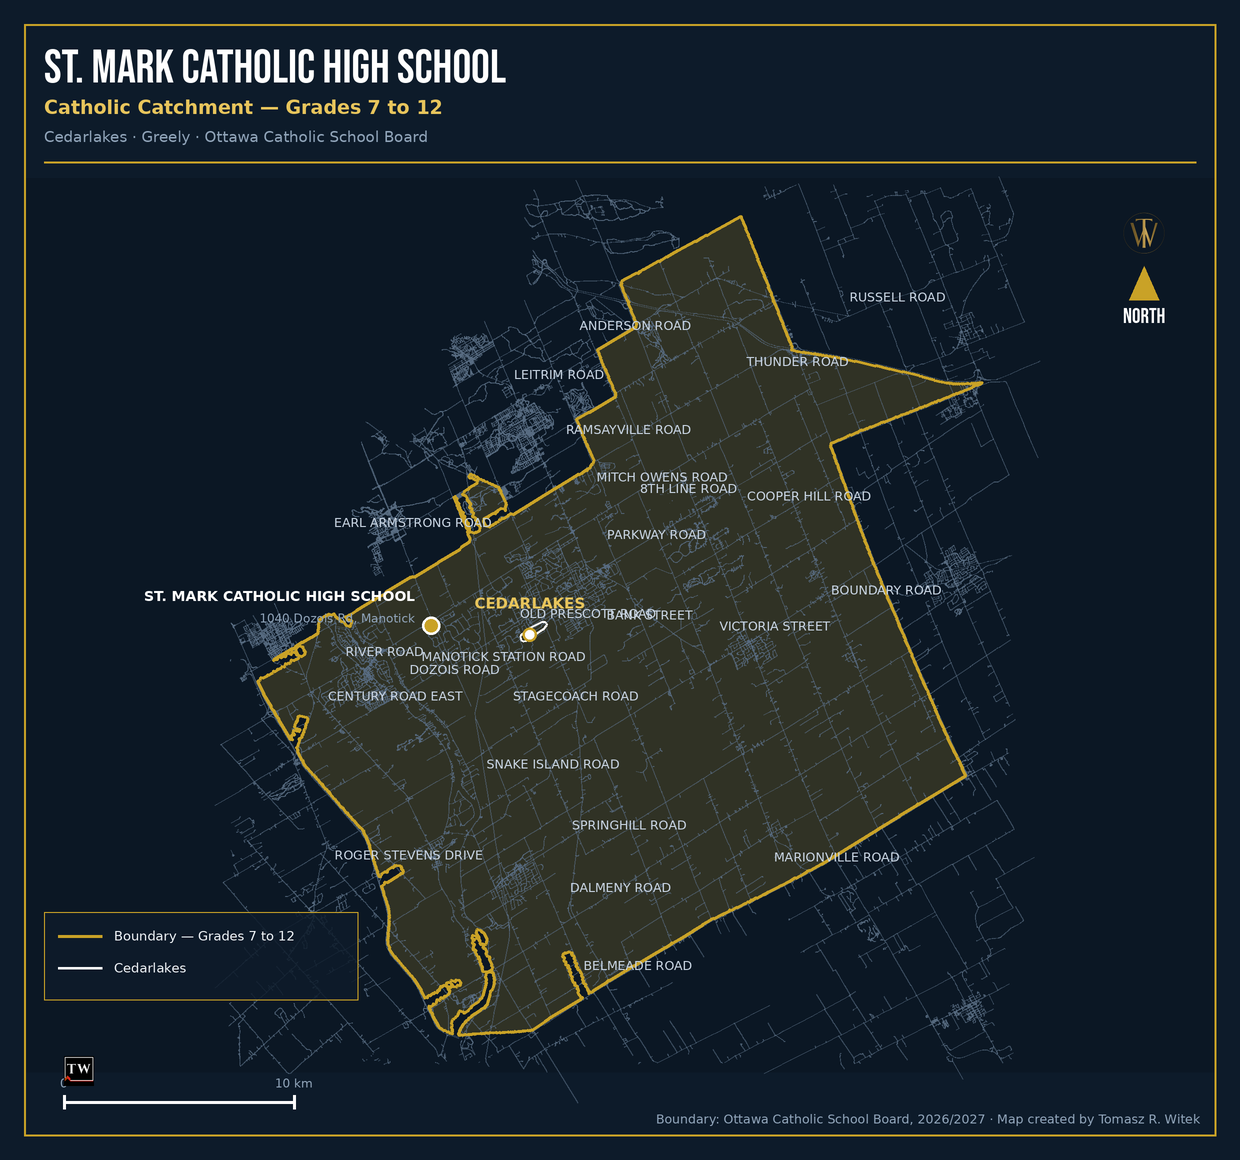 ST. MARK CATHOLIC HIGH SCHOOL
Catholic Catchment — Grades 7 to 12
Cedarlakes · Greely · Ottawa Catholic School Board
RUSSELL ROAD
NORTH
ANDERSON ROAD
THUNDER ROAD
LEITRIM ROAD
RAMSAYVILLE ROAD
MITCH OWENS ROAD
8TH LINE ROAD
COOPER HILL ROAD
EARL ARMSTRONG ROAD
PARKWAY ROAD
BOUNDARY ROAD
ST. MARK CATHOLIC HIGH SCHOOL
1040 Dozois Rd, Manotick
CEDARLAKES
OLD PRESCOTT ROAD
BANK STREET
VICTORIA STREET
RIVER ROAD
MANOTICK STATION ROAD
DOZOIS ROAD
CENTURY ROAD EAST
STAGECOACH ROAD
SNAKE ISLAND ROAD
SPRINGHILL ROAD
ROGER STEVENS DRIVE
MARIONVILLE ROAD
DALMENY ROAD
BELMEADE ROAD
Boundary — Grades 7 to 12
Cedarlakes
TW
0
10 km
Boundary: Ottawa Catholic School Board, 2026/2027 · Map created by Tomasz R. Witek